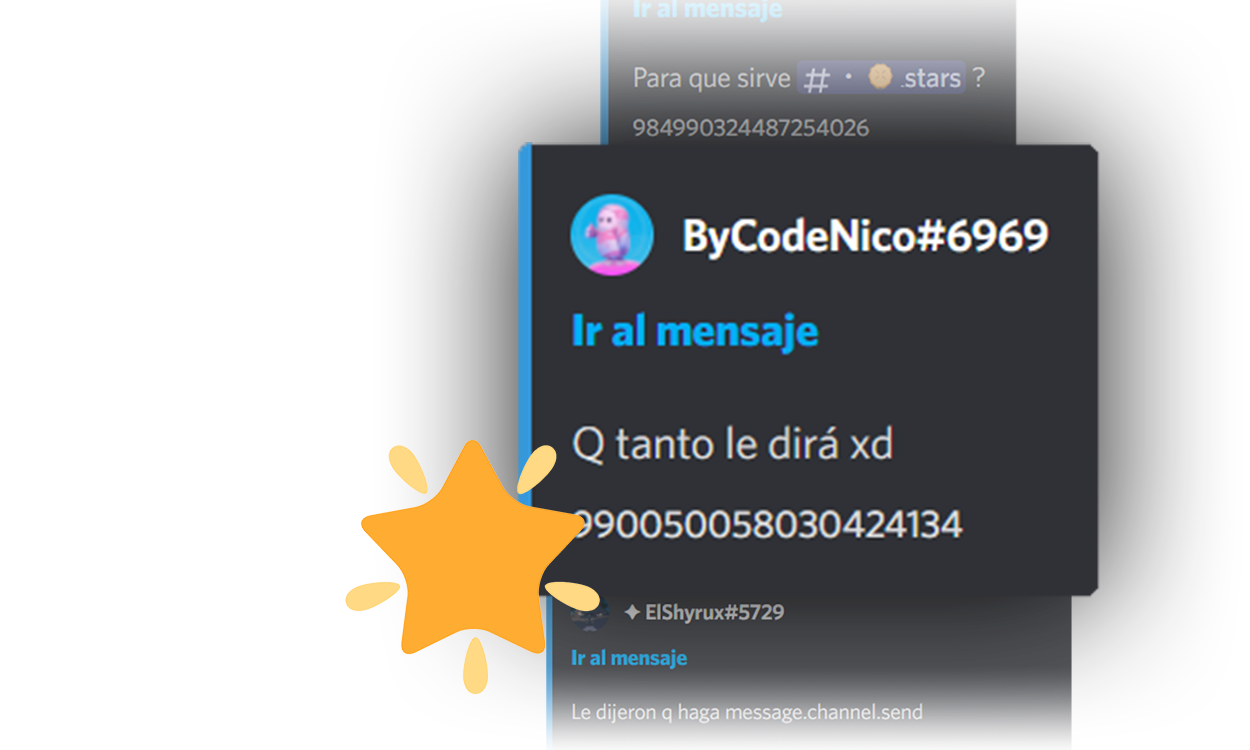 Ir al mensaje
Para que sirve # · .stars ?
984990324487254026
ByCodeNico#6969
Ir al mensaje
Q tanto le dirá xd
990050058030424134
✦ ElShyrux#5729
Ir al mensaje
Le dijeron q haga message.channel.send